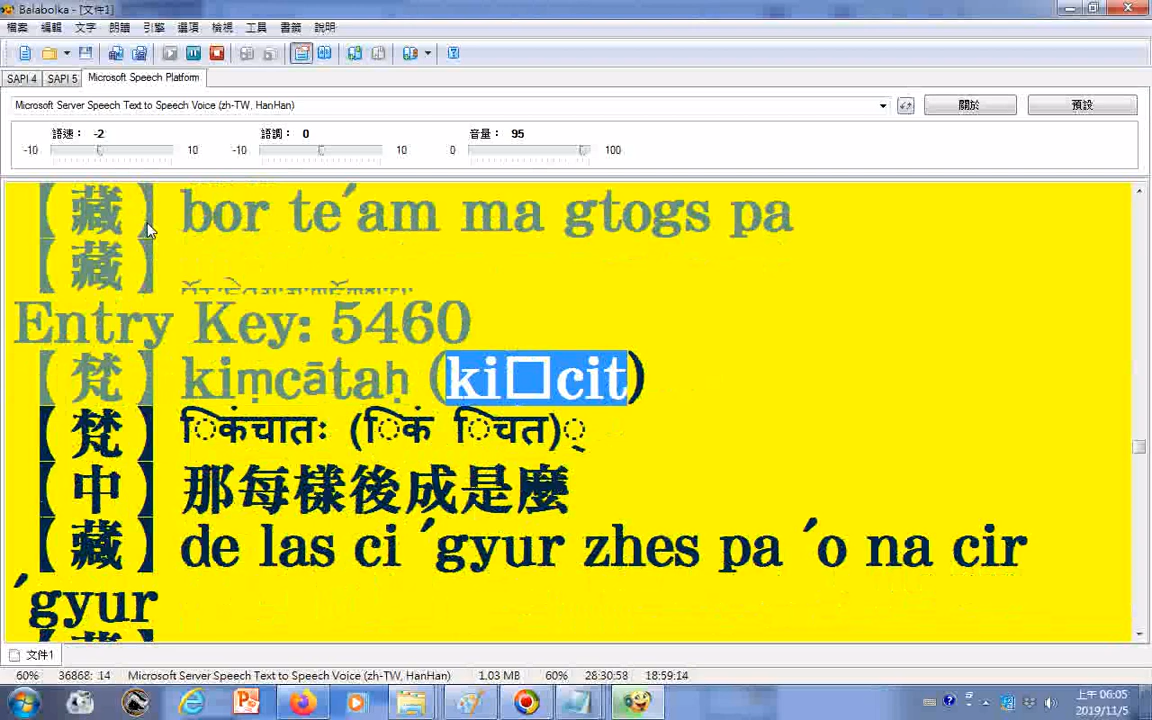 Balabolka - [文件1]
檔案 編輯 文字 朗讀 引擎 選項 檢視 工具 書籤 說明
SAPI 4 SAPI 5 Microsoft Speech Platform
Microsoft Server Speech Text to Speech Voice (zh-TW, HanHan) 關於 預設
語速： -2 語調： 0 音量： 95
-10 10 -10 10 0 100
【藏】 bor te´am ma gtogs pa
【藏】
Entry Key: 5460
【梵】 kiṃcātaḥ (ki□cit)
【梵】 िकंचातः (िकं िचत)्
【中】 那每樣後成是麼
【藏】 de las ci ´gyur zhes pa ´o na cir
´gyur
文件1
60% 36868: 14 Microsoft Server Speech Text to Speech Voice (zh-TW, HanHan) 1.03 MB 60% 28:30:58 18:59:14
上午 06:05
2019/11/5